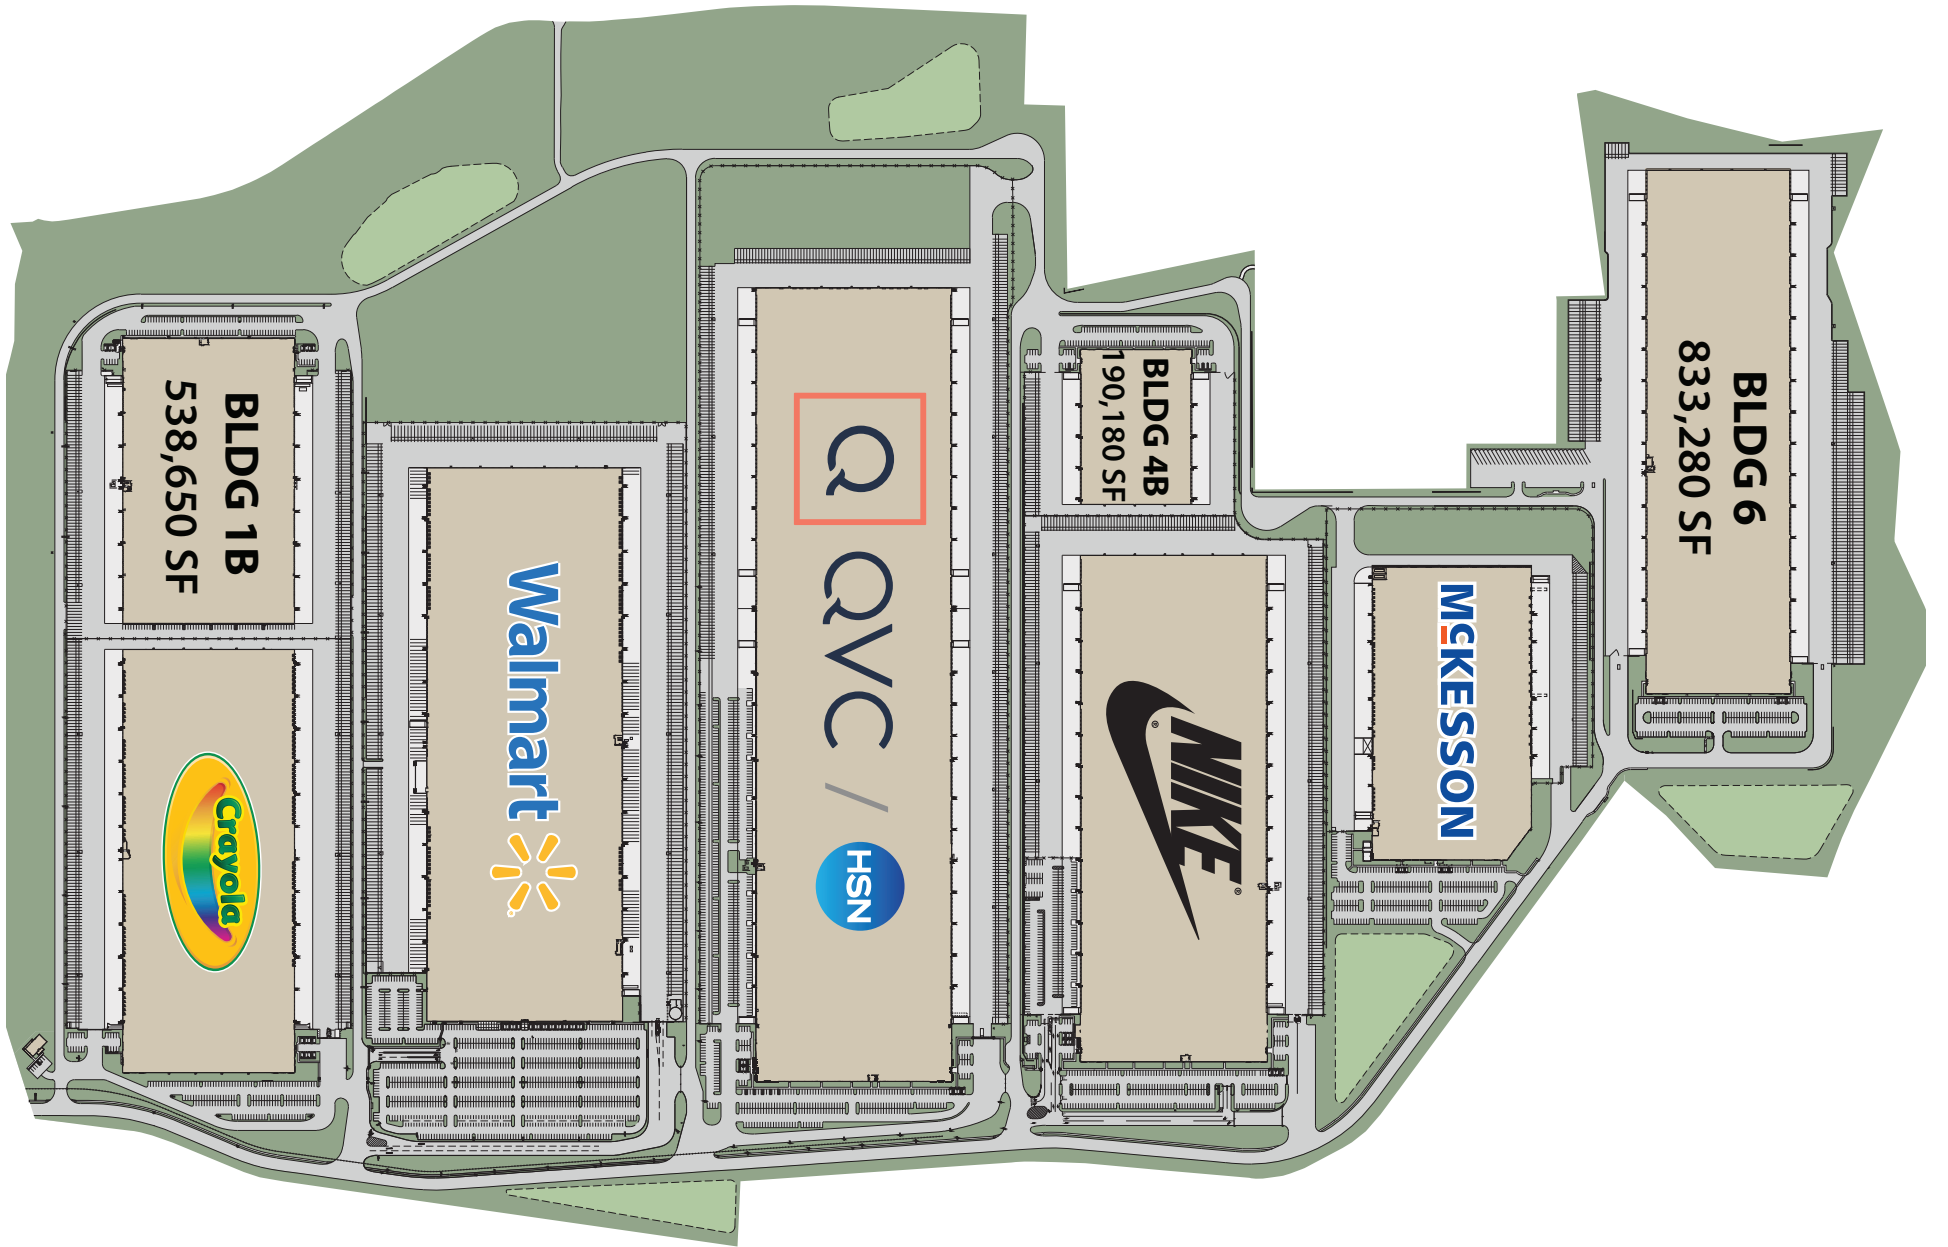 BLDG 1B
538,650 SF
Crayola
Walmart
Q QVC / HSN
BLDG 4B
190,180 SF
NIKE
MCKESSON
BLDG 6
833,280 SF